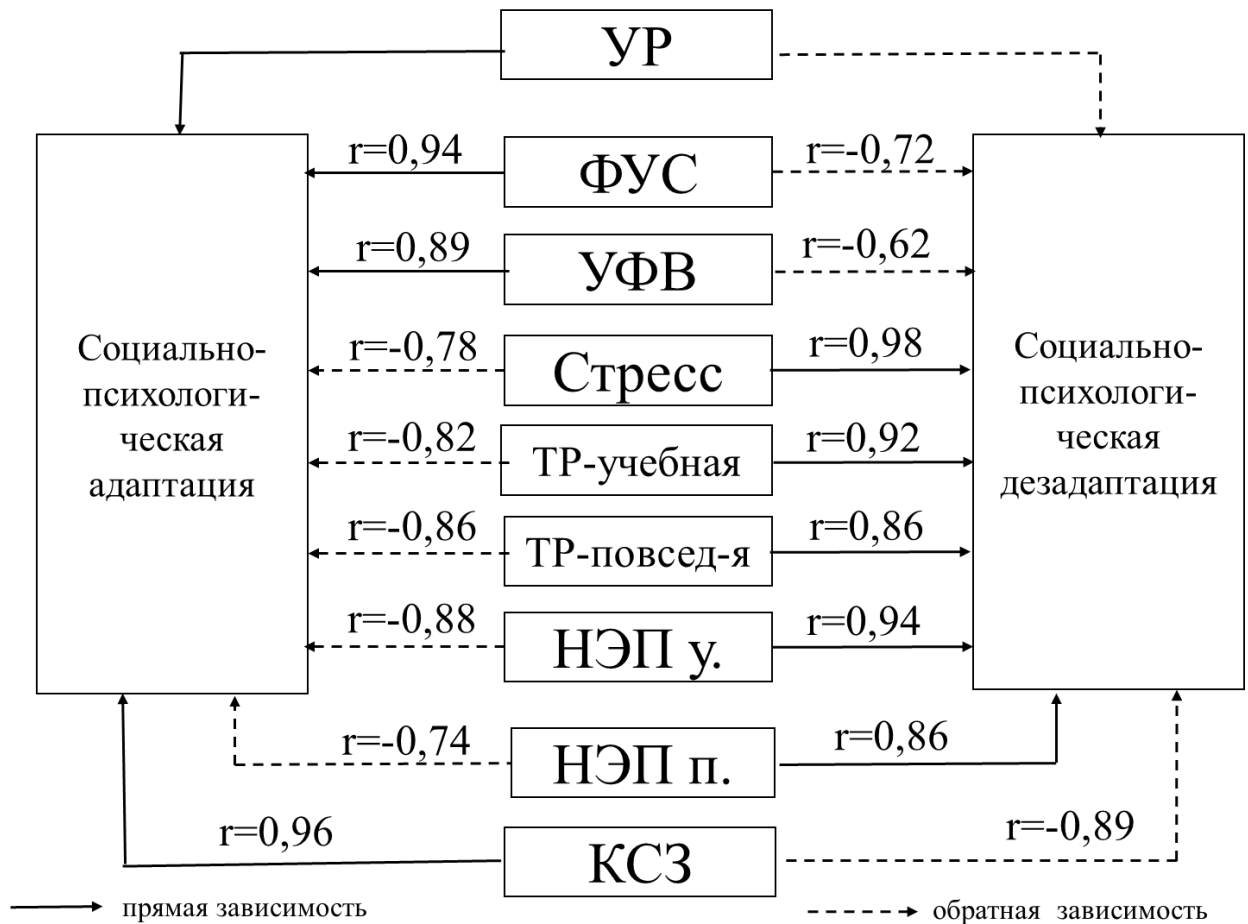 УР
r=0,94
ФУС
r=-0,72
r=0,89
УФВ
r=-0,62
Социально-
психологи-
ческая
адаптация
r=-0,78
Стресс
r=0,98
Социально-
психологи-
ческая
дезадаптация
r=-0,82
ТР-учебная
r=0,92
r=-0,86
ТР-повсед-я
r=0,86
r=-0,88
НЭП у.
r=0,94
r=-0,74
НЭП п.
r=0,86
r=0,96
КСЗ
r=-0,89
прямая зависимость
обратная зависимость